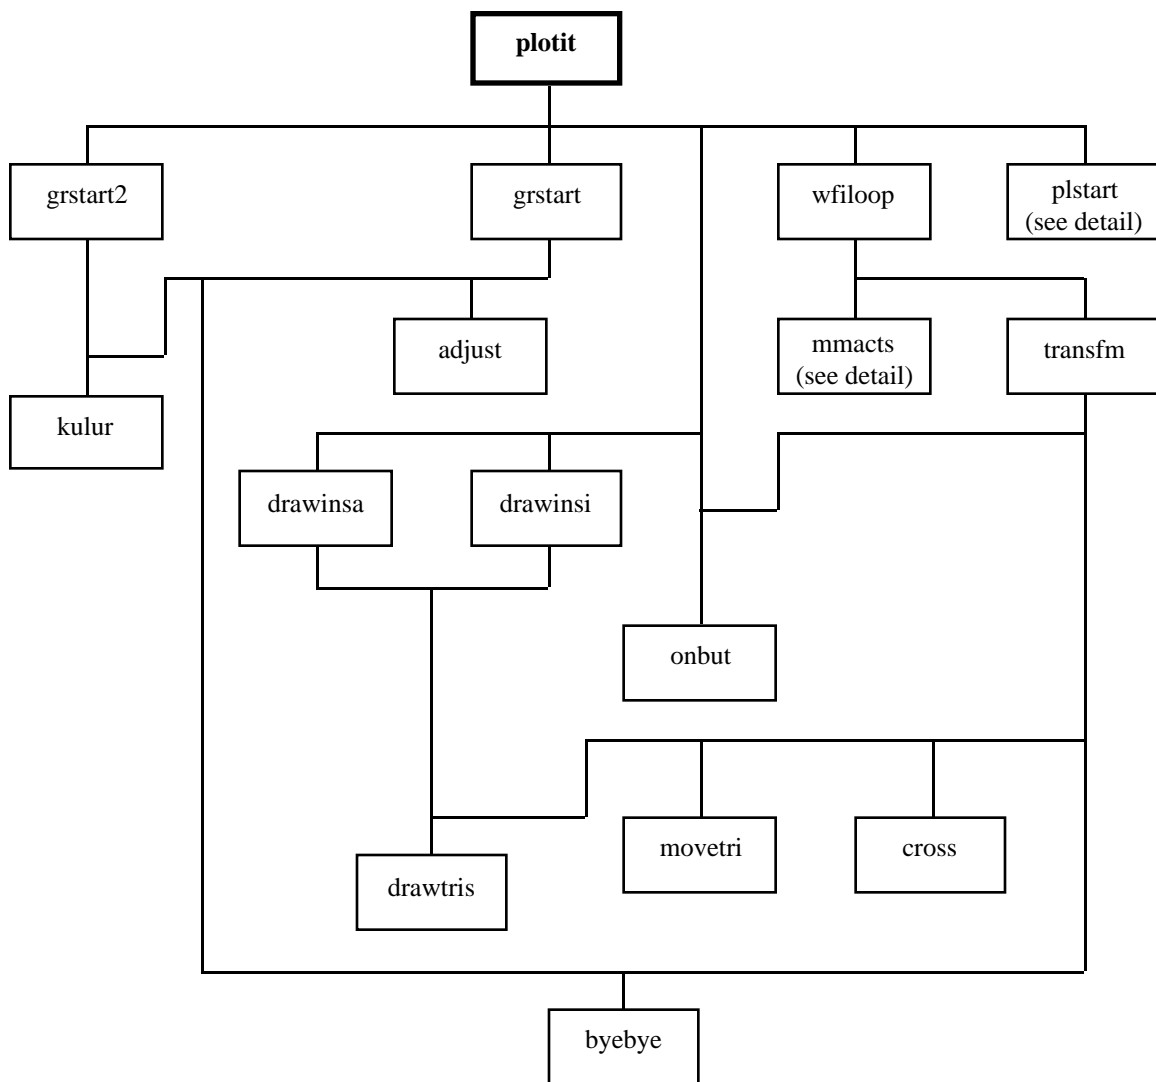 plotit
grstart2
grstart
wfiloop
plstart
(see detail)
adjust
mmacts
(see detail)
transfm
kulur
drawinsa
drawinsi
onbut
movetri
cross
drawtris
byebye